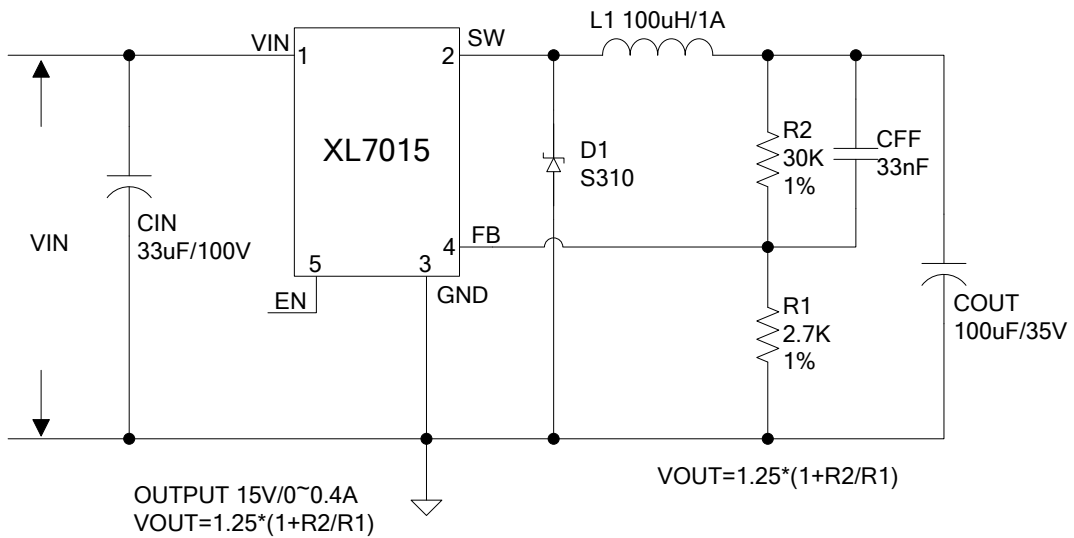 L1 100uH/1A
VIN
SW
1
2
XL7015
R2
30K
1%
CFF
33nF
D1
S310
CIN
33uF/100V
VIN
FB
4
5
3
EN
GND
R1
2.7K
1%
COUT
100uF/35V
VOUT=1.25*(1+R2/R1)
OUTPUT 15V/0~0.4A
VOUT=1.25*(1+R2/R1)